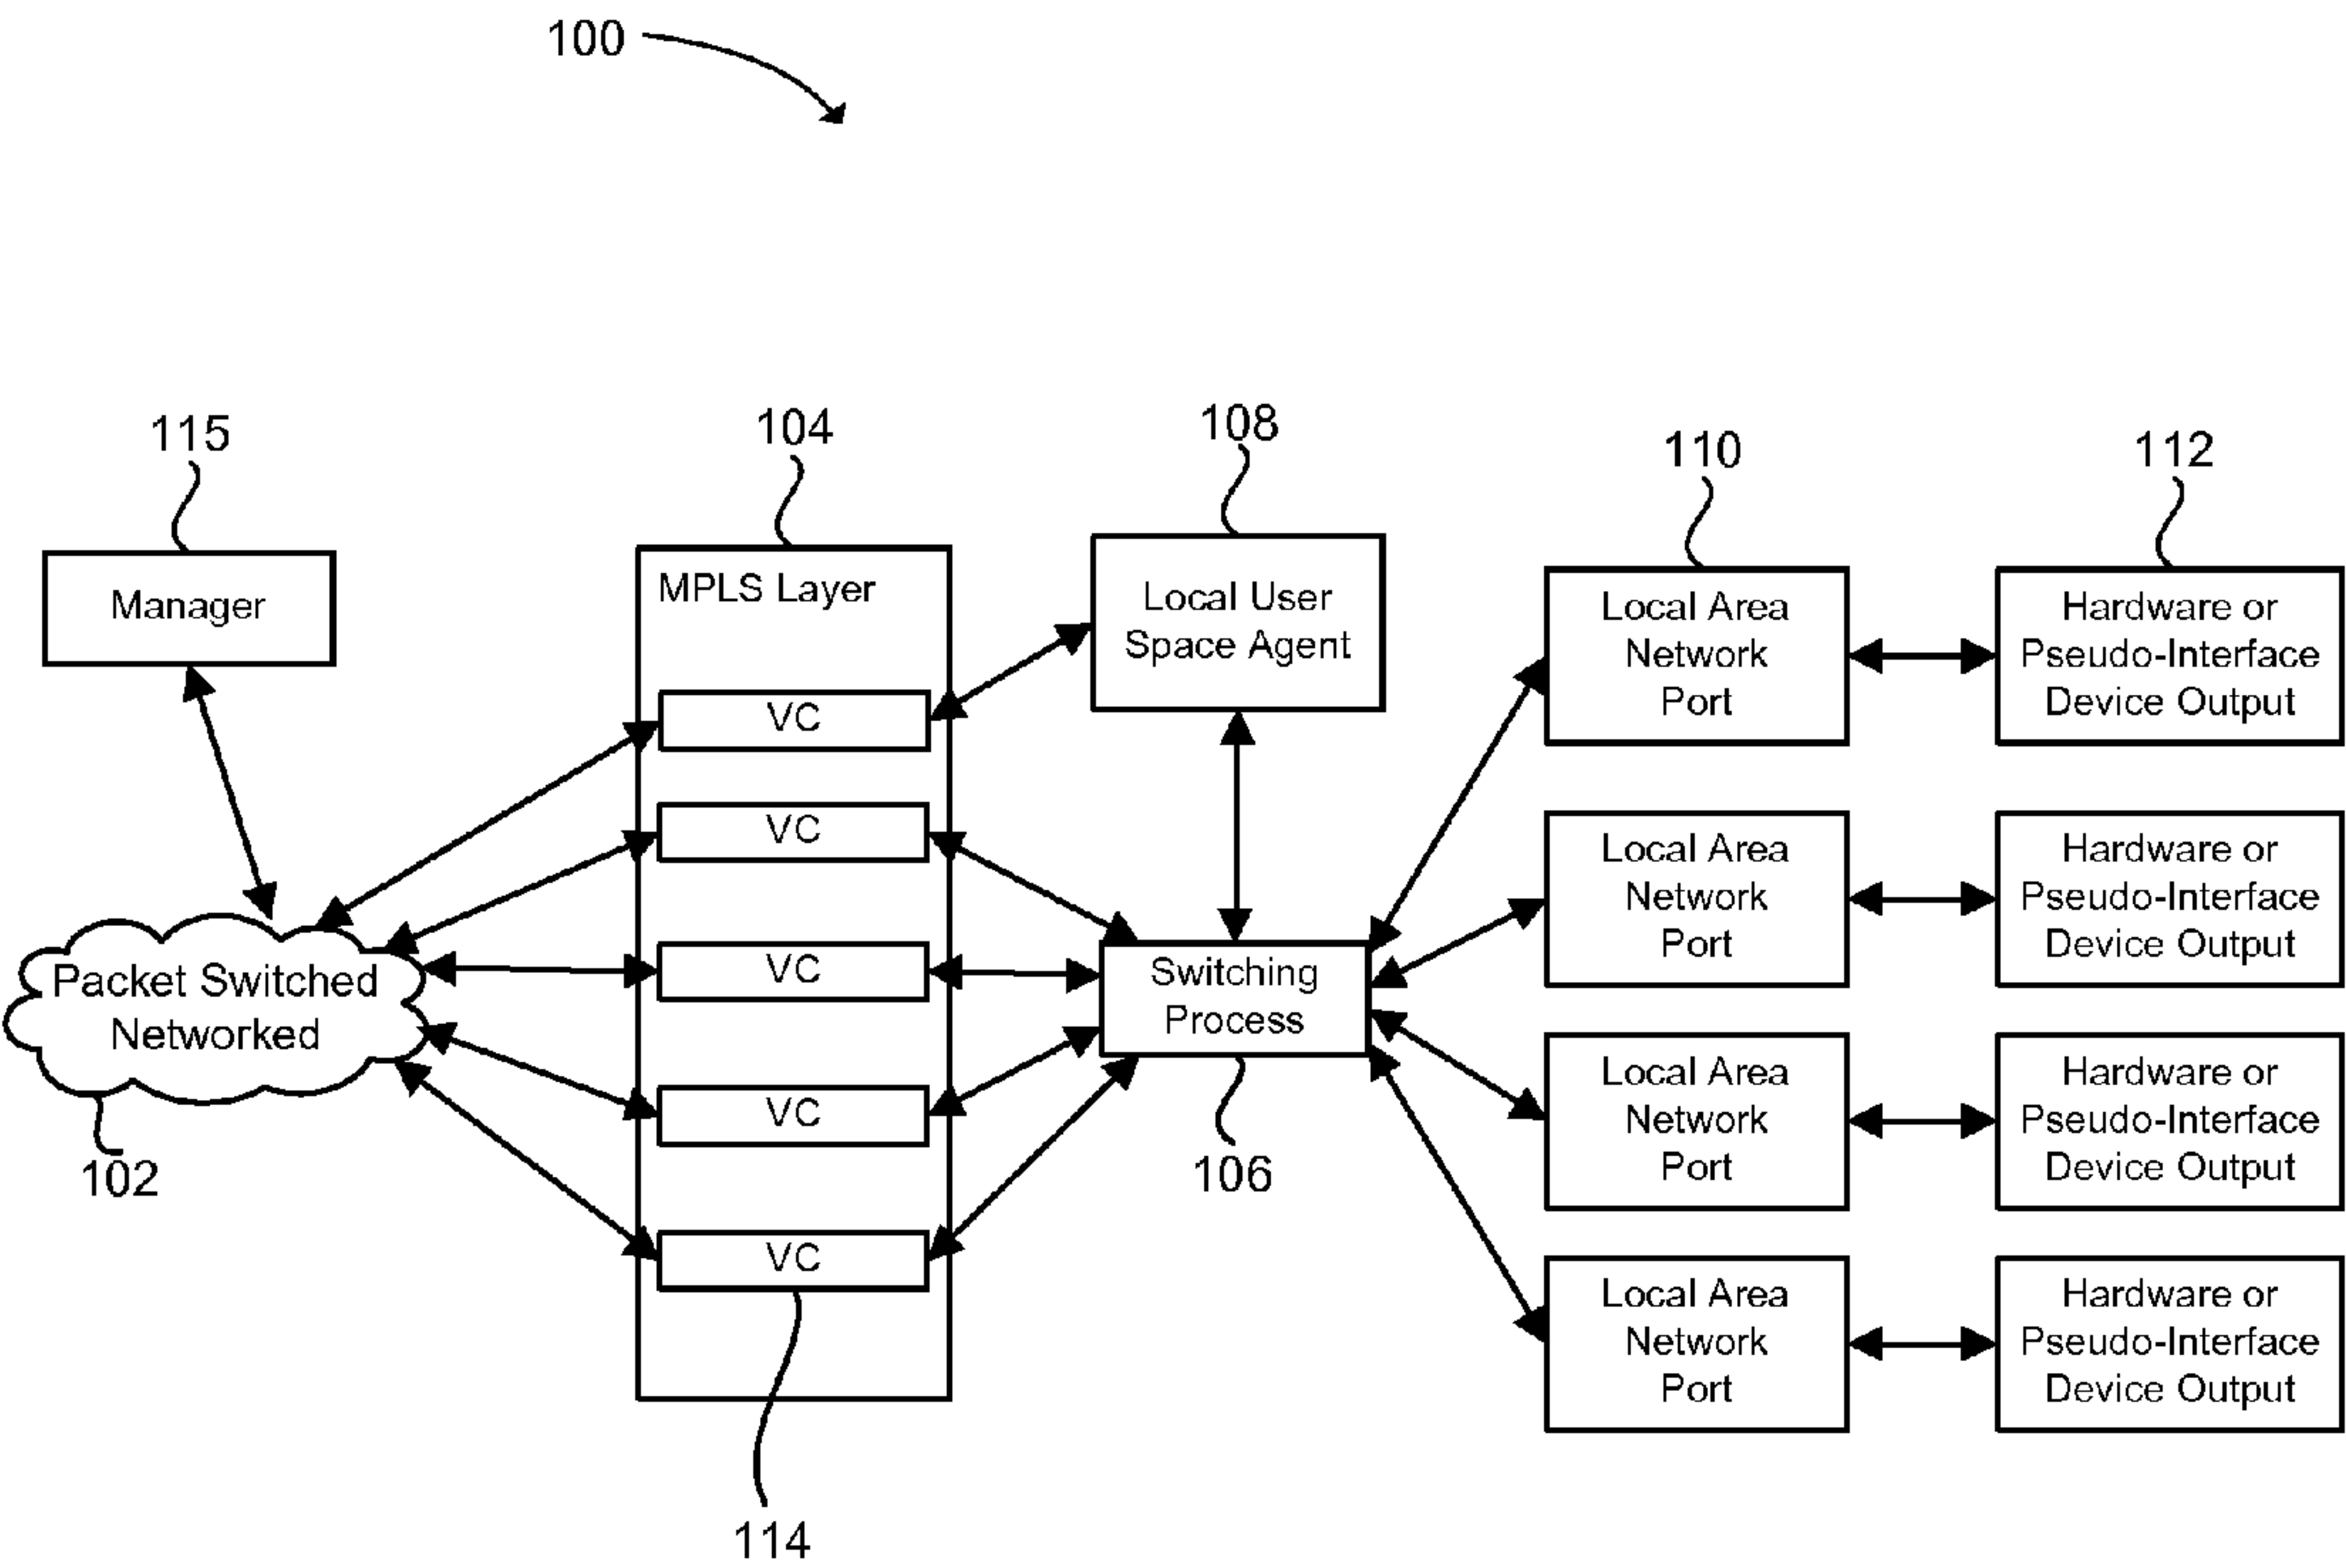 100
115
104
108
110
112
Manager
MPLS Layer
Local User
Space Agent
Local Area
Network
Port
Hardware or
Pseudo-Interface
Device Output
VC
VC
Local Area
Network
Port
Hardware or
Pseudo-Interface
Device Output
Packet Switched
Networked
VC
Switching
Process
Local Area
Network
Port
Hardware or
Pseudo-Interface
Device Output
VC
102
106
VC
Local Area
Network
Port
Hardware or
Pseudo-Interface
Device Output
114